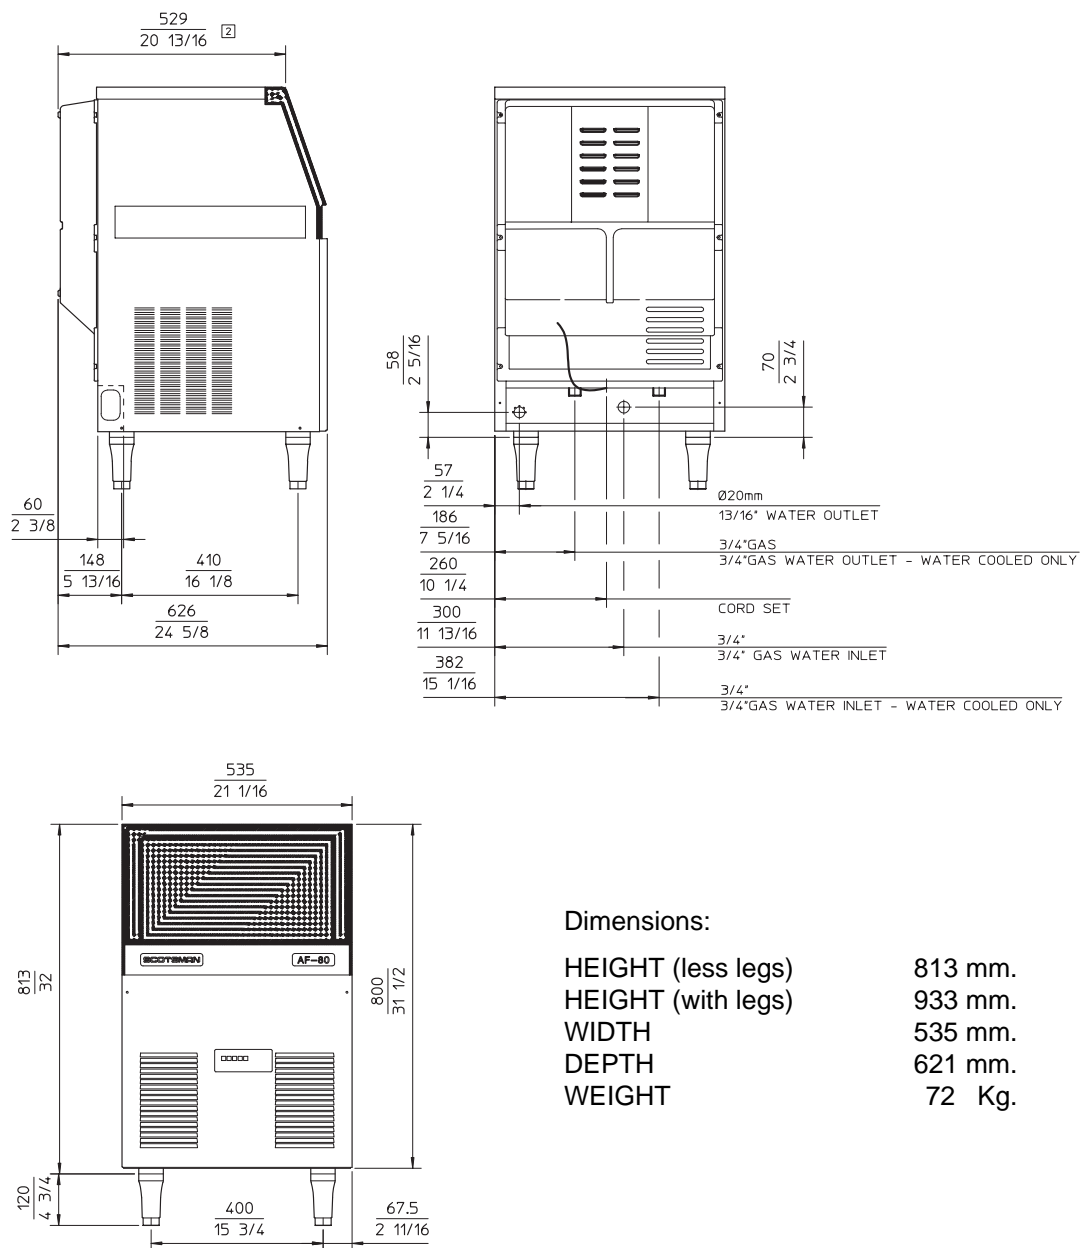 529
20 13/16
2
58
2 5/16
70
2 3/4
60
2 3/8
148
5 13/16
410
16 1/8
626
24 5/8
57
2 1/4
186
7 5/16
260
10 1/4
300
11 13/16
382
15 1/16
Ø20mm
13/16" WATER OUTLET
3/4"GAS
3/4"GAS WATER OUTLET - WATER COOLED ONLY
CORD SET
3/4"
3/4" GAS WATER INLET
3/4"
3/4"GAS WATER INLET - WATER COOLED ONLY
535
21 1/16
813
32
SCOTSMAN
AF-80
800
31 1/2
120
4 3/4
400
15 3/4
67.5
2 11/16
Dimensions:
HEIGHT (less legs) 813 mm.
HEIGHT (with legs) 933 mm.
WIDTH 535 mm.
DEPTH 621 mm.
WEIGHT 72 Kg.